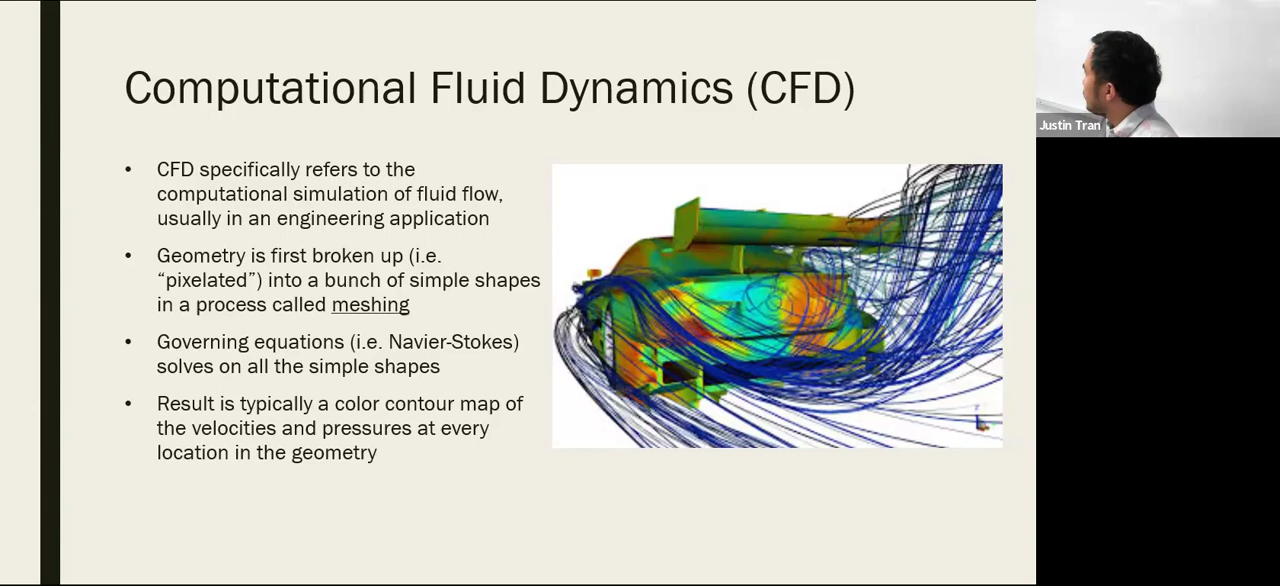 Computational Fluid Dynamics (CFD)
• CFD specifically refers to the
computational simulation of fluid flow,
usually in an engineering application
• Geometry is first broken up (i.e.
“pixelated”) into a bunch of simple shapes
in a process called meshing
• Governing equations (i.e. Navier-Stokes)
solves on all the simple shapes
• Result is typically a color contour map of
the velocities and pressures at every
location in the geometry
Justin Tran